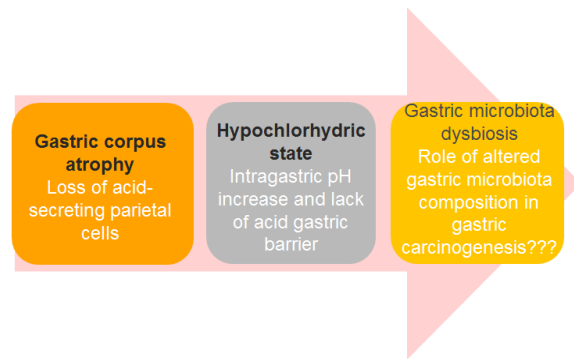 Gastric corpus
atrophy
Loss of acid-
secreting parietal
cells
Hypochlorhydric
state
Intragastric pH
increase and lack
of acid gastric
barrier
Gastric microbiota
dysbiosis
Role of altered
gastric microbiota
composition in
gastric
carcinogenesis???